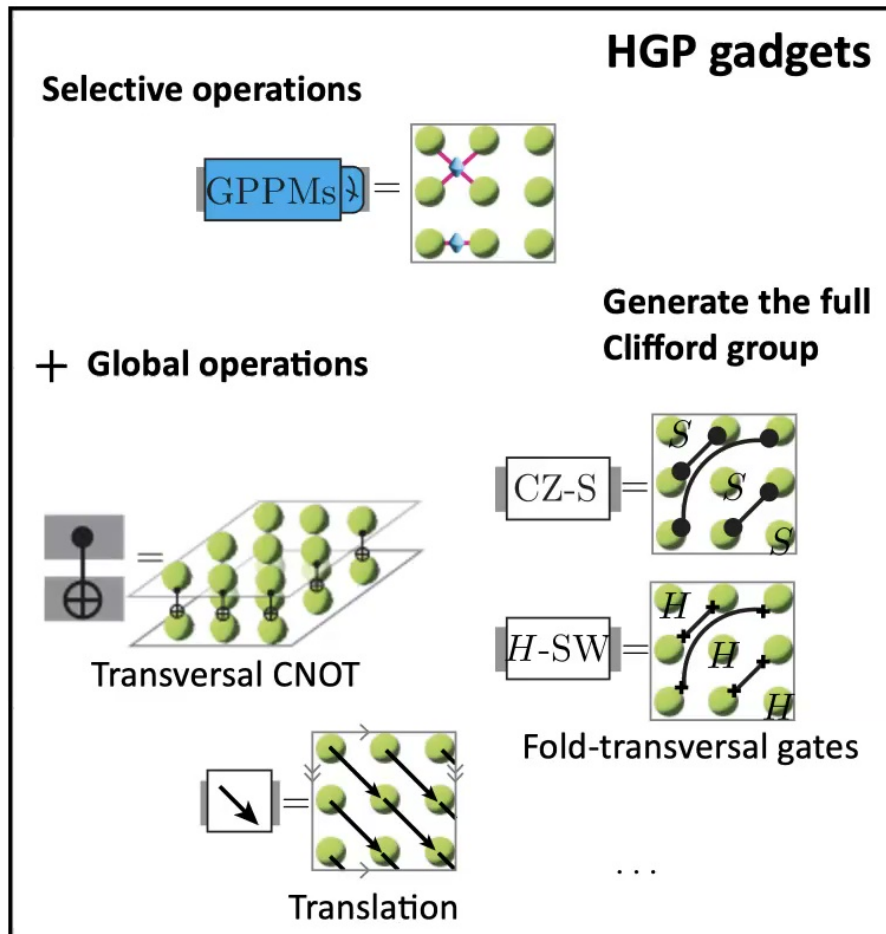 HGP gadgets
Selective operations
GPPMs =
Generate the full
Clifford group
+ Global operations
S
CZ-S = S
S
=
Transversal CNOT
H
H-SW = H
H
Fold-transversal gates
=
Translation
...